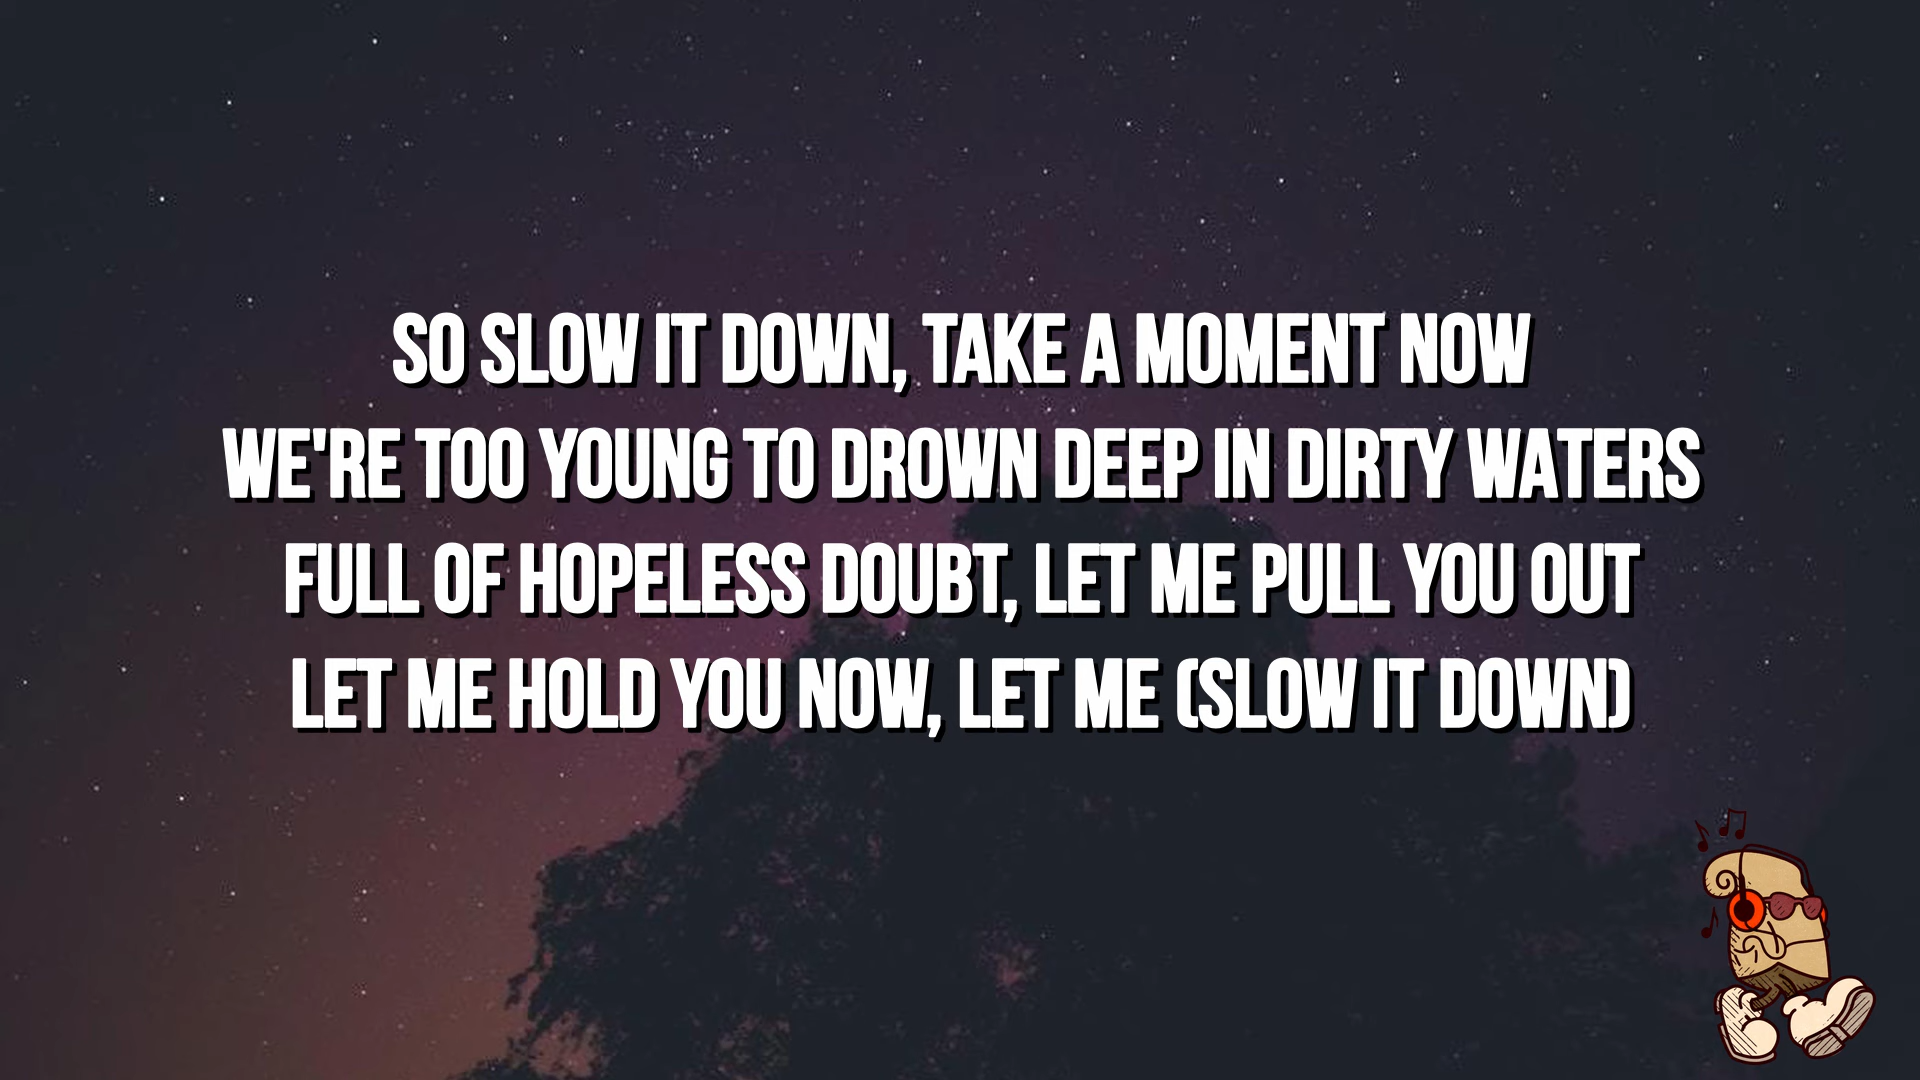 SO SLOW IT DOWN, TAKE A MOMENT NOW
WE'RE TOO YOUNG TO DROWN DEEP IN DIRTY WATERS
FULL OF HOPELESS DOUBT, LET ME PULL YOU OUT
LET ME HOLD YOU NOW, LET ME (SLOW IT DOWN)